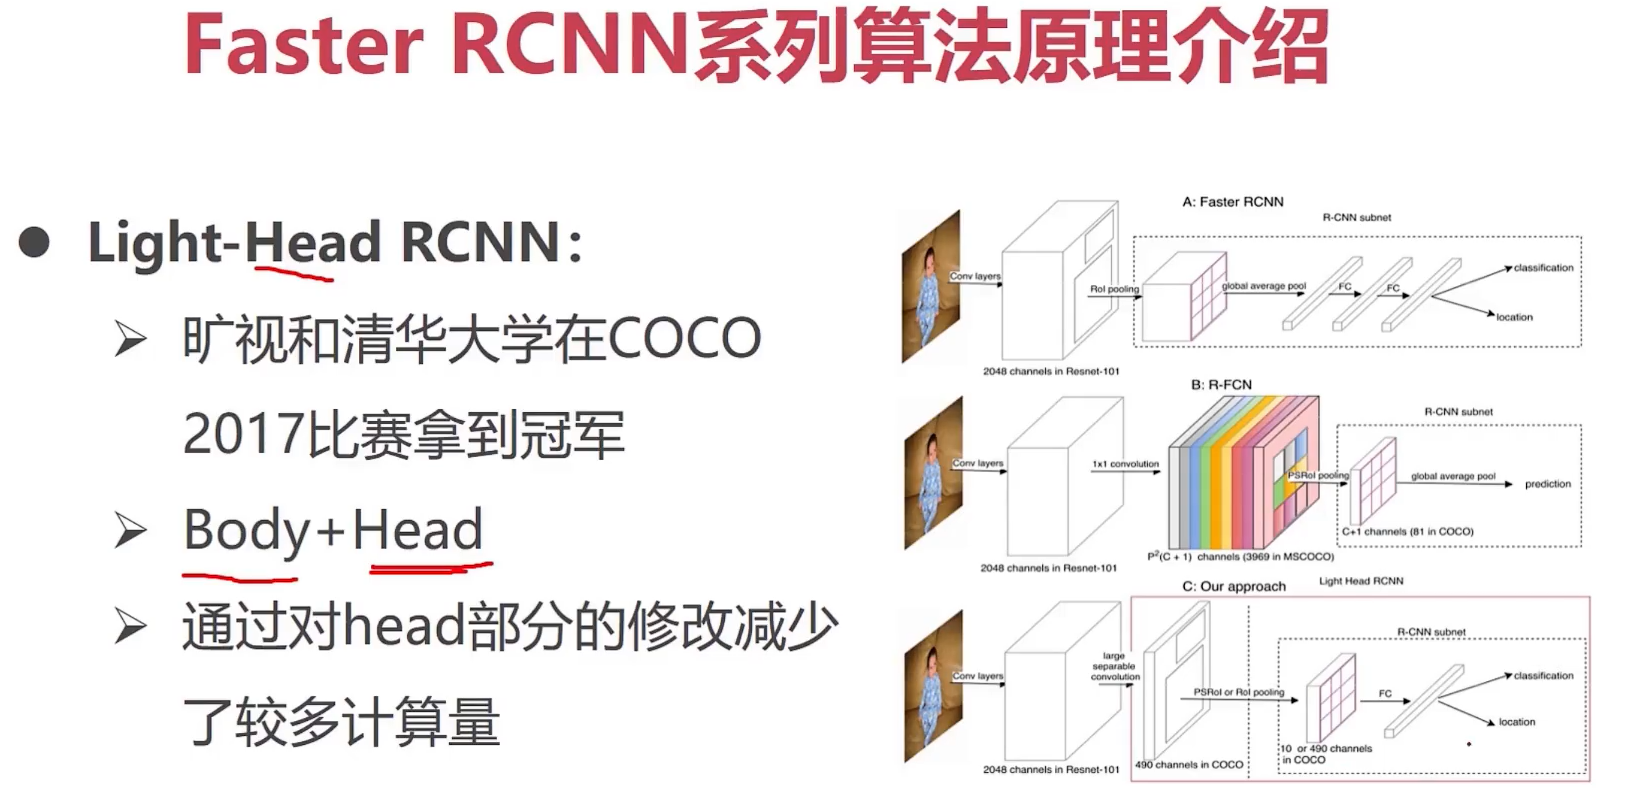 Faster RCNN系列算法原理介绍
Light-Head RCNN：
旷视和清华大学在COCO
2017比赛拿到冠军
Body+Head
通过对head部分的修改减少
了较多计算量
A: Faster RCNN
R-CNN subnet
Conv layers
RoI pooling
global average pool
FC
FC
classification
location
2048 channels in Resnet-101
B: R-FCN
R-CNN subnet
Conv layers
1x1 convolution
PSRoI pooling
global average pool
prediction
C+1 channels (81 in COCO)
P²(C + 1) channels (3969 in MSCOCO)
2048 channels in Resnet-101
C: Our approach
Light Head RCNN
R-CNN subnet
large
separable
convolution
Conv layers
PSRoI or RoI pooling
FC
classification
location
10 or 490 channels
in COCO
490 channels in COCO
2048 channels in Resnet-101